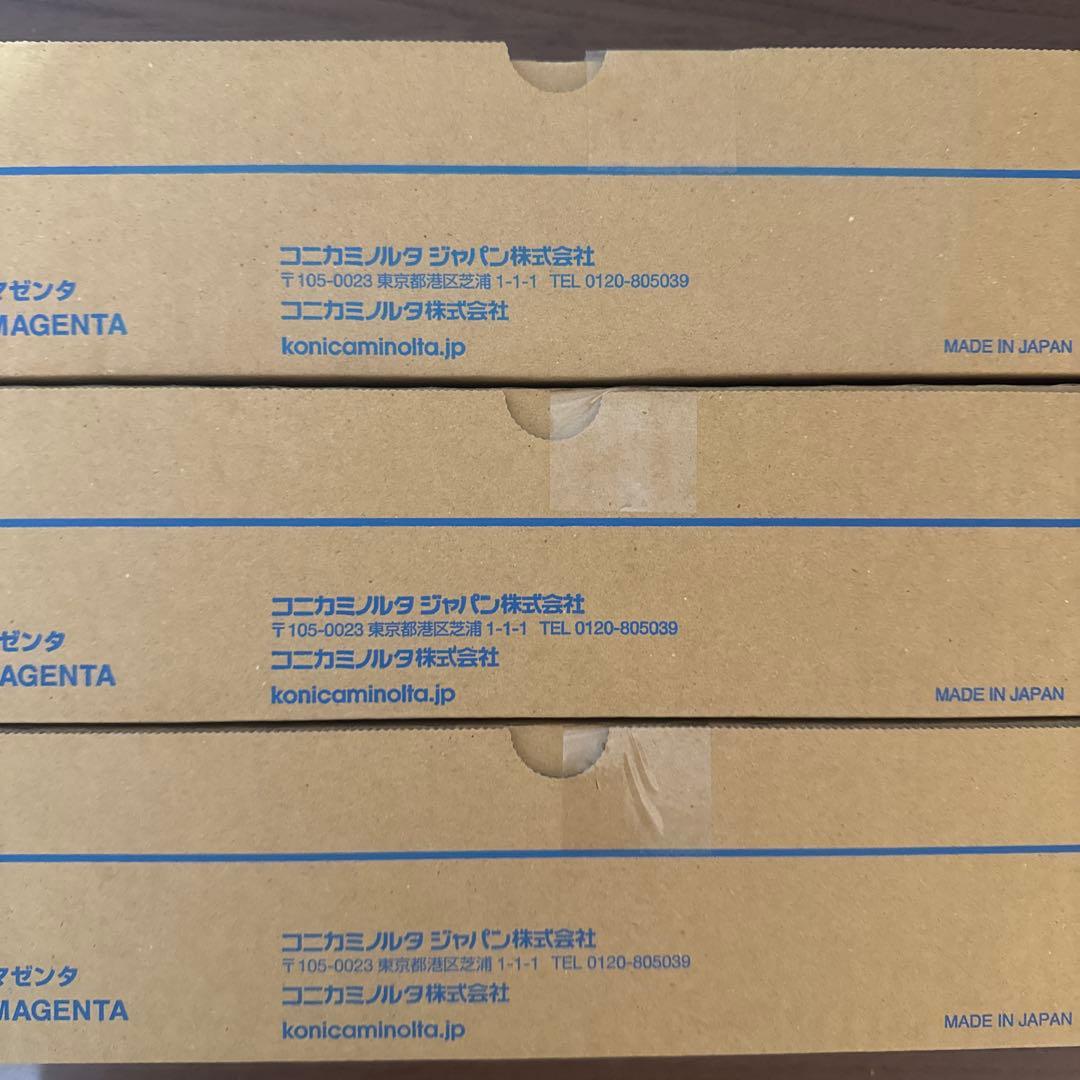 コニカミノルタ ジャパン株式会社
〒105-0023 東京都港区芝浦 1-1-1 TEL 0120-805039
マゼンタ
コニカミノルタ株式会社
MAGENTA
konicaminolta.jp
MADE IN JAPAN
コニカミノルタ ジャパン株式会社
〒105-0023 東京都港区芝浦 1-1-1 TEL 0120-805039
ゼンタ
コニカミノルタ株式会社
AGENTA
konicaminolta.jp
MADE IN JAPAN
コニカミノルタ ジャパン株式会社
〒105-0023 東京都港区芝浦 1-1-1 TEL 0120-805039
マゼンタ
コニカミノルタ株式会社
MAGENTA
konicaminolta.jp
MADE IN JAPAN